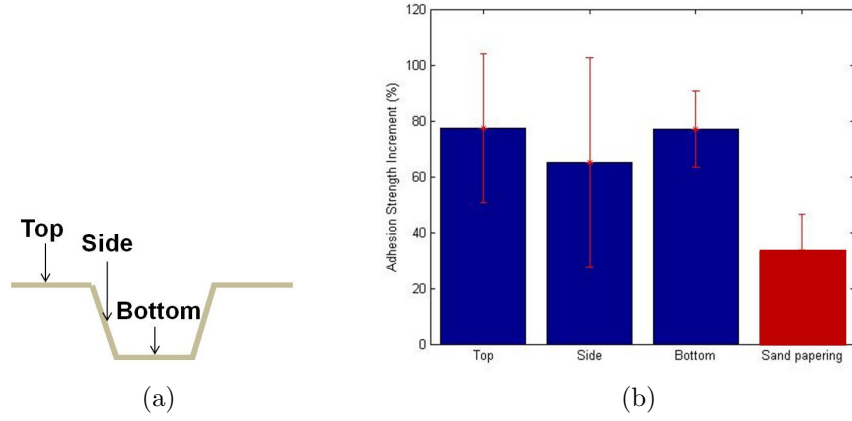 Top
Side
Bottom
(a)
Adhesion Strength Increment (%)
120
100
80
60
40
20
0
Top Side Bottom Sand papering
(b)